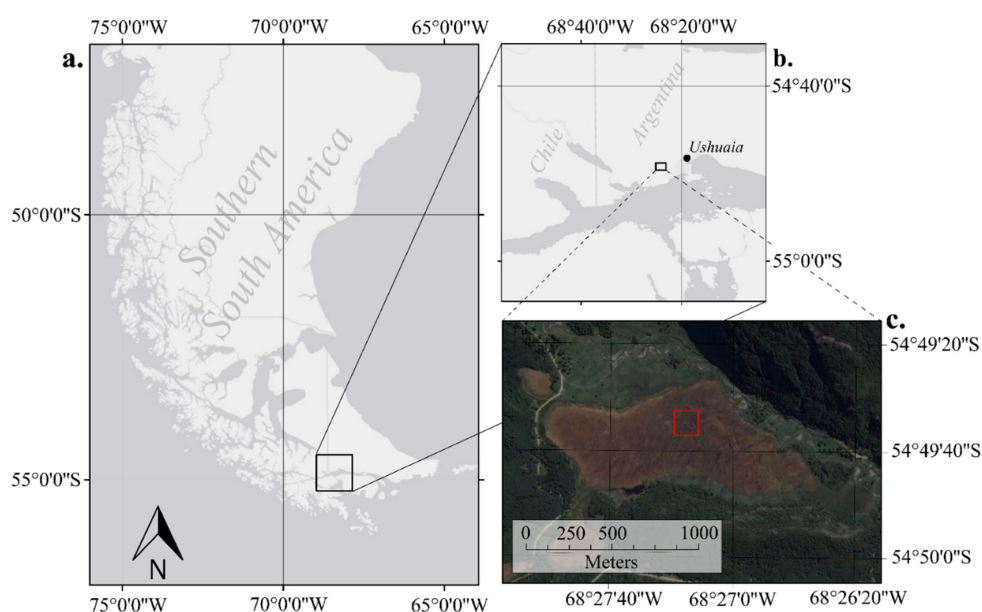 75°0'0"W 70°0'0"W 65°0'0"W
a.
50°0'0"S
55°0'0"S
Southern
South America
N
75°0'0"W 70°0'0"W 65°0'0"W
68°40'0"W 68°20'0"W
b.
54°40'0"S
55°0'0"S
Chile
Argentina
Ushuaia
c.
54°49'20"S
54°49'40"S
54°50'0"S
0 250 500 1000
Meters
68°27'40"W 68°27'0"W 68°26'20"W